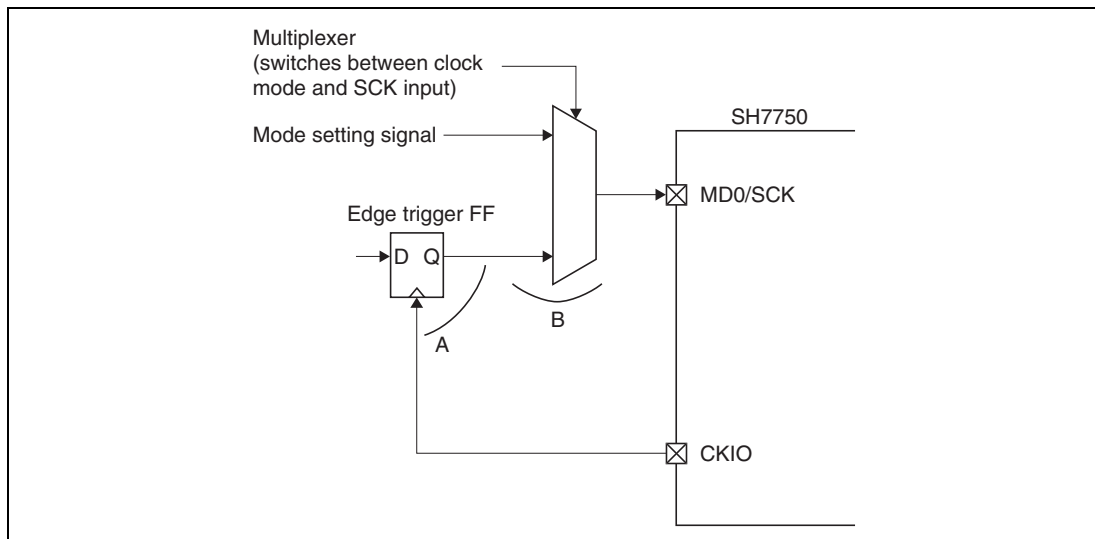 Multiplexer
(switches between clock
mode and SCK input)
SH7750
Mode setting signal
MD0/SCK
Edge trigger FF
D Q
B
A
CKIO